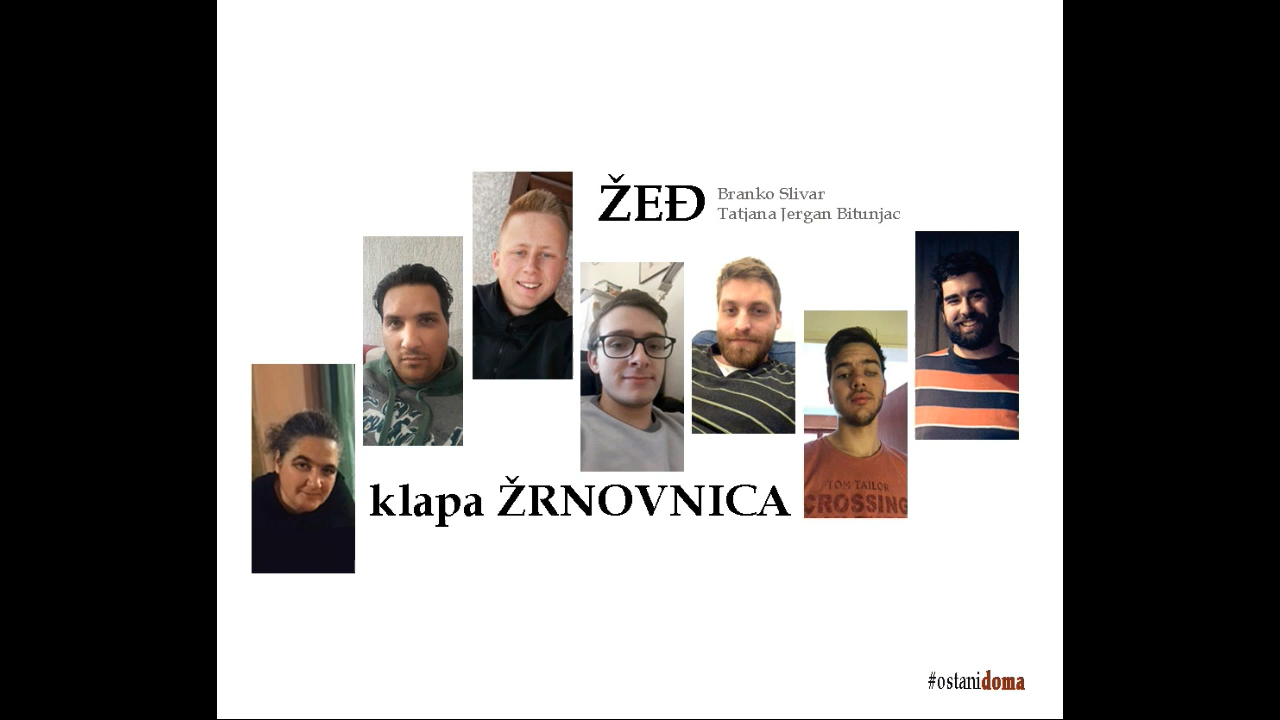 ŽEĐ
Branko Slivar
Tatjana Jergan Bitunjac
TOM TAILOR
CROSSING
klapa ŽRNOVNICA
#ostanidoma